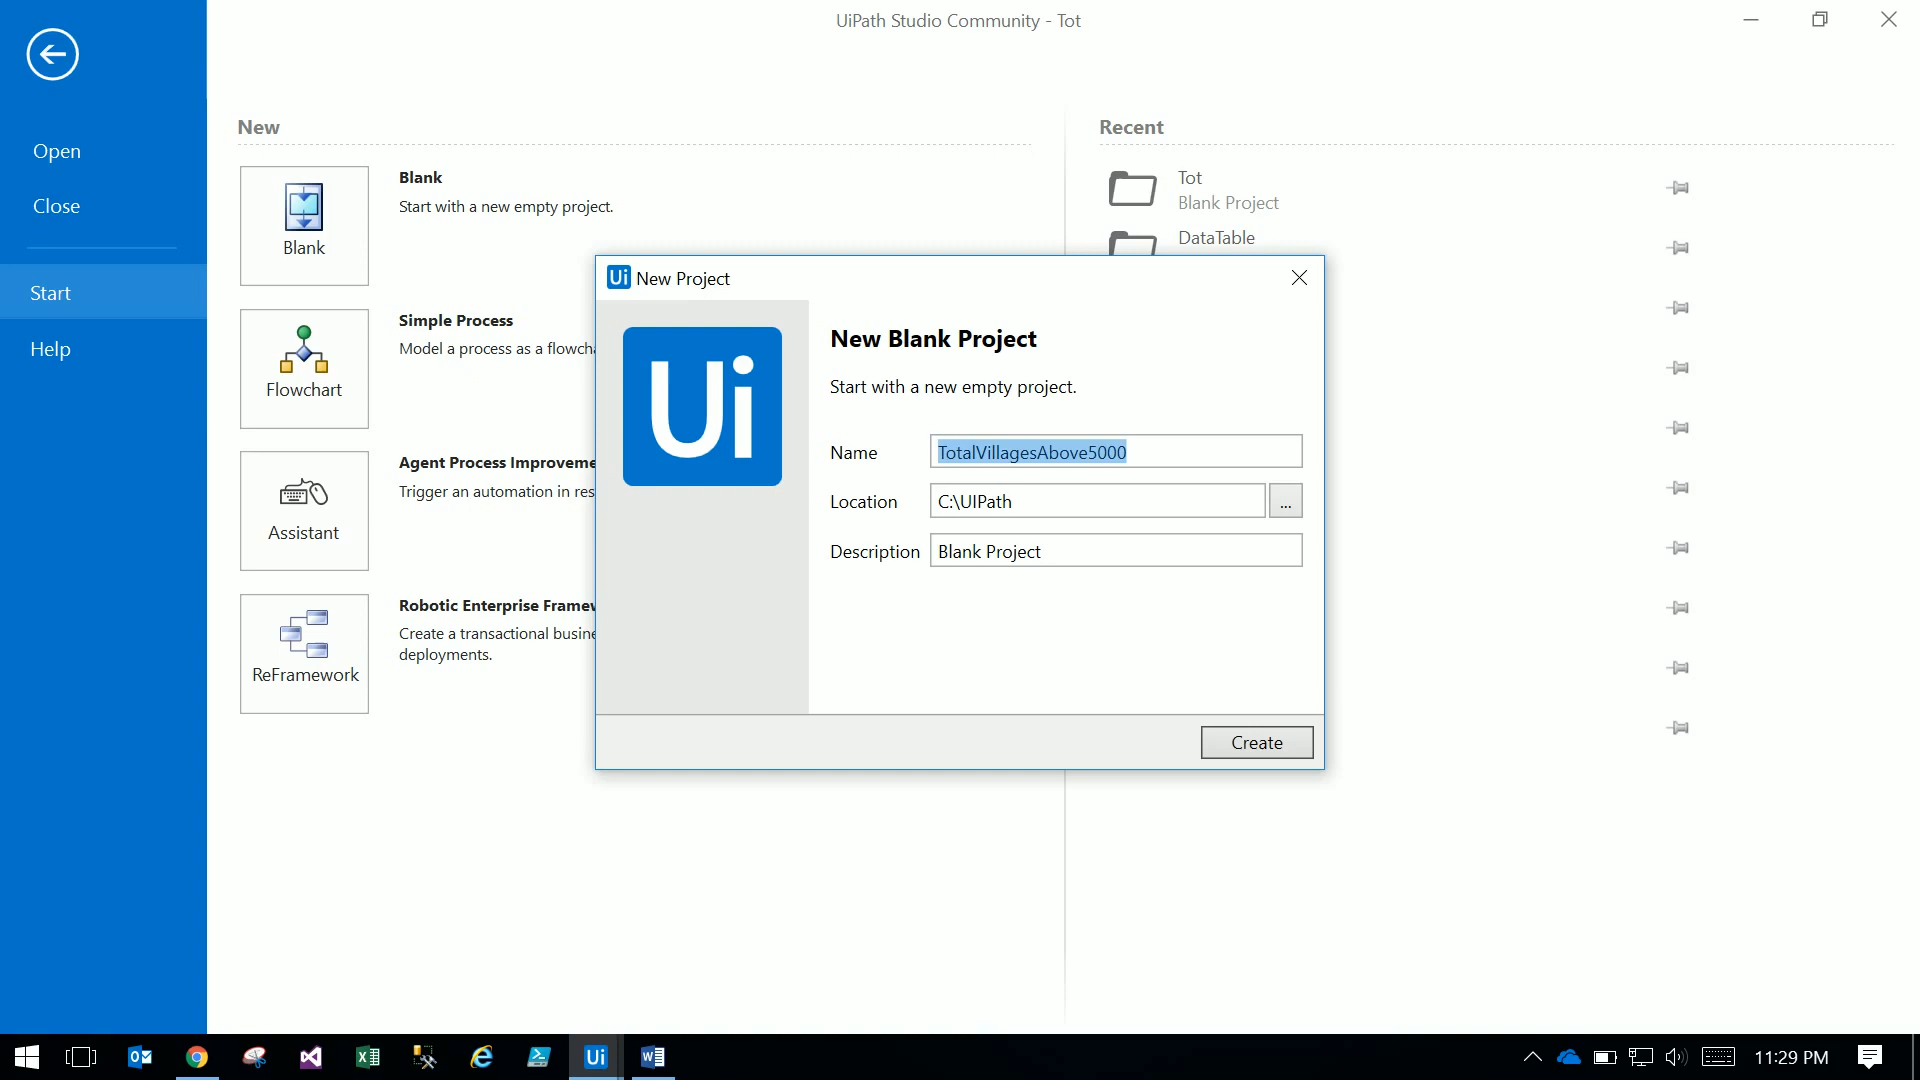 UiPath Studio Community - Tot
Open
Close
Start
Help
New
Blank
Blank
Start with a new empty project.
Flowchart
Simple Process
Model a process as a flowcha
Assistant
Agent Process Improveme
Trigger an automation in res
ReFramework
Robotic Enterprise Framew
Create a transactional busine
deployments.
Recent
Tot
Blank Project
DataTable
Ui New Project
Ui
New Blank Project
Start with a new empty project.
Name TotalVillagesAbove5000
Location C:\UIPath ...
Description Blank Project
Create
Ui
11:29 PM